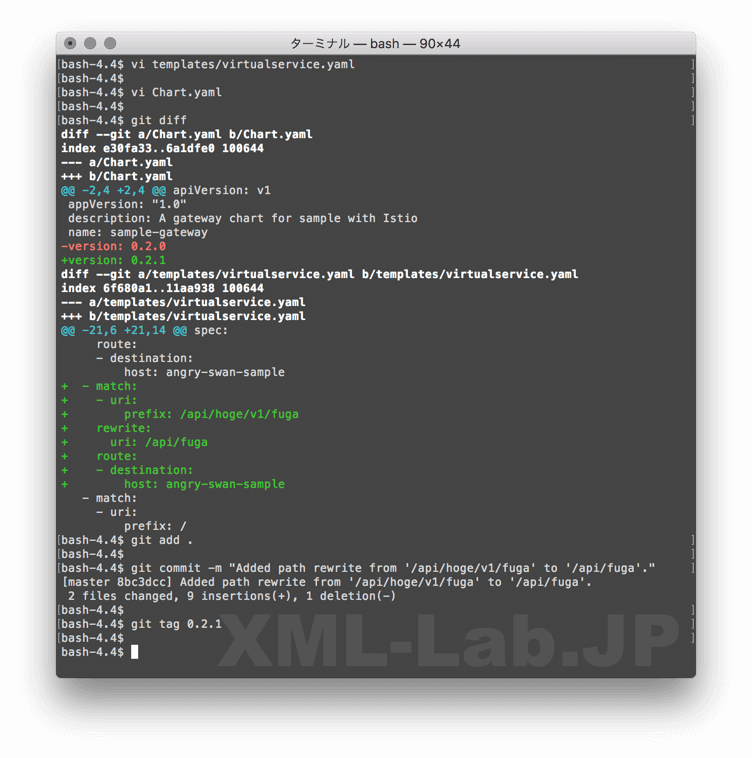 ターミナル — bash — 90×44
[bash-4.4$ vi templates/virtualservice.yaml ]
[bash-4.4$ ]
[bash-4.4$ vi Chart.yaml ]
[bash-4.4$ ]
[bash-4.4$ git diff ]
diff --git a/Chart.yaml b/Chart.yaml
index e30fa33..6a1dfe0 100644
--- a/Chart.yaml
+++ b/Chart.yaml
@@ -2,4 +2,4 @@ apiVersion: v1
 appVersion: "1.0"
 description: A gateway chart for sample with Istio
 name: sample-gateway
-version: 0.2.0
+version: 0.2.1
diff --git a/templates/virtualservice.yaml b/templates/virtualservice.yaml
index 6f680a1..11aa938 100644
--- a/templates/virtualservice.yaml
+++ b/templates/virtualservice.yaml
@@ -21,6 +21,14 @@ spec:
     route:
     - destination:
         host: angry-swan-sample
+  - match:
+    - uri:
+        prefix: /api/hoge/v1/fuga
+    rewrite:
+      uri: /api/fuga
+    route:
+    - destination:
+        host: angry-swan-sample
   - match:
     - uri:
         prefix: /
[bash-4.4$ git add . ]
[bash-4.4$ ]
[bash-4.4$ git commit -m "Added path rewrite from '/api/hoge/v1/fuga' to '/api/fuga'." ]
[master 8bc3dcc] Added path rewrite from '/api/hoge/v1/fuga' to '/api/fuga'.
 2 files changed, 9 insertions(+), 1 deletion(-)
[bash-4.4$ ]
[bash-4.4$ git tag 0.2.1 ]
[bash-4.4$ ]
bash-4.4$
XML-Lab.JP